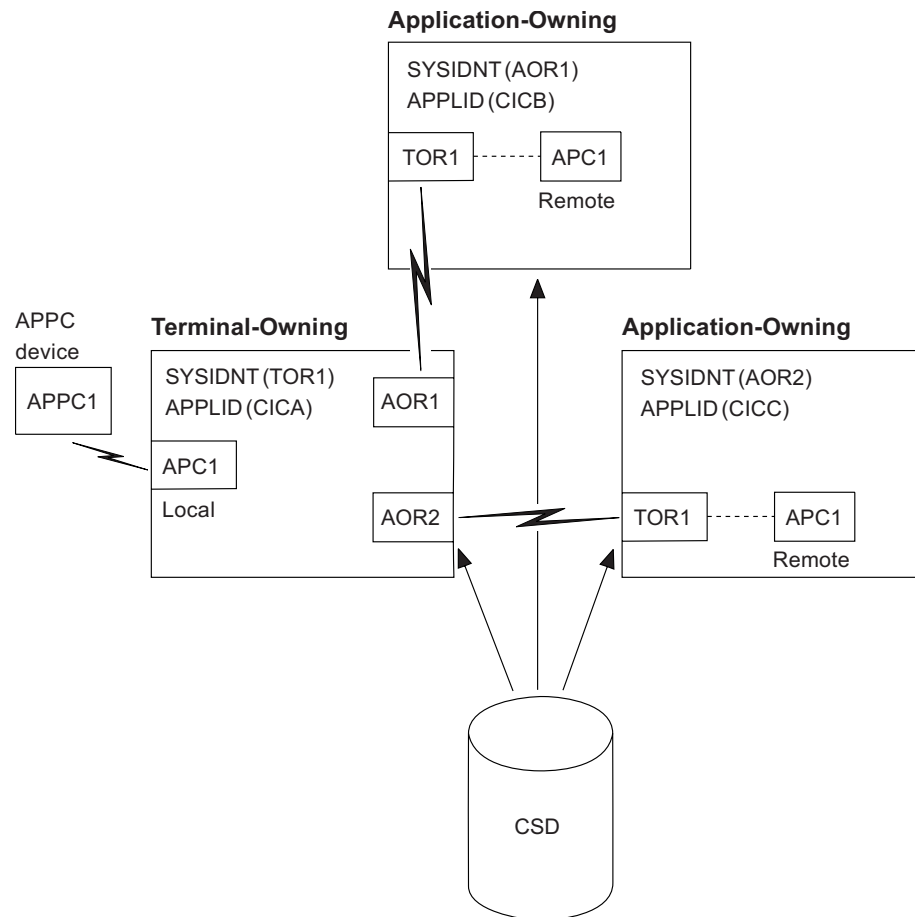 Application-Owning
SYSIDNT (AOR1)
APPLID (CICB)
TOR1
APC1
Remote
APPC
device
APPC1
Terminal-Owning
SYSIDNT (TOR1)
APPLID (CICA)
AOR1
APC1
Local
AOR2
Application-Owning
SYSIDNT (AOR2)
APPLID (CICC)
TOR1
APC1
Remote
CSD